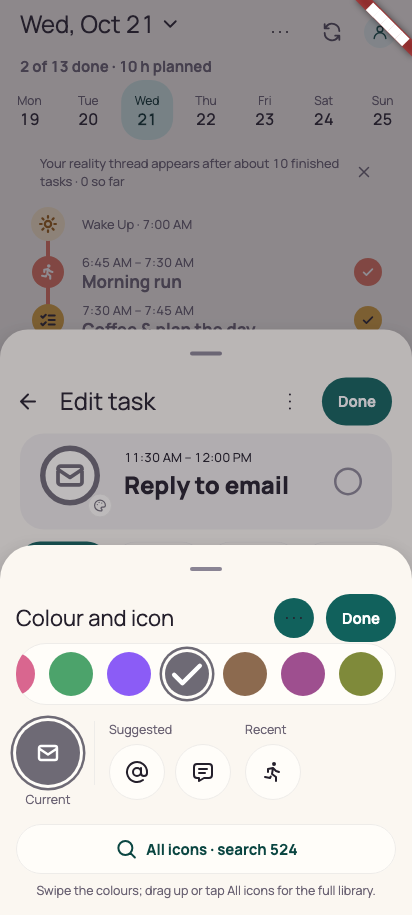 Wed, Oct 21
2 of 13 done · 10 h planned
Mon Tue Wed Thu Fri Sat Sun
19 20 21 22 23 24 25
Your reality thread appears after about 10 finished
tasks · 0 so far
Wake Up · 7:00 AM
6:45 AM – 7:30 AM
Morning run
7:30 AM – 7:45 AM
Coffee & plan the day
Edit task
Done
11:30 AM – 12:00 PM
Reply to email
Colour and icon
Done
Suggested
Recent
Current
All icons · search 524
Swipe the colours; drag up or tap All icons for the full library.